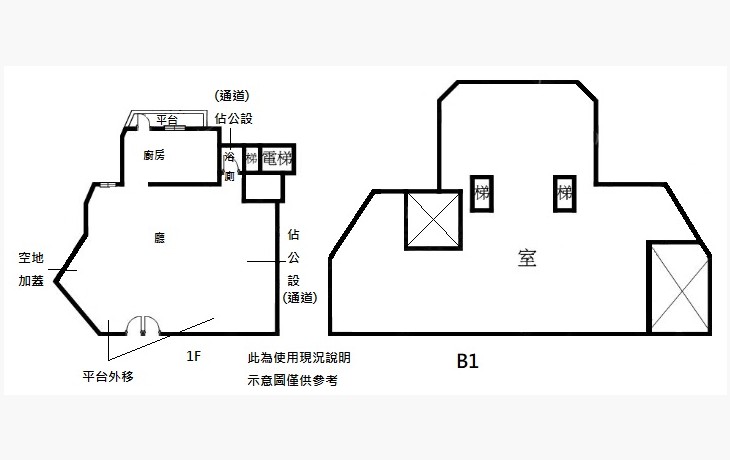 (通道)
佔公設
平台
廚房
浴
廁
梯
電梯
廳
空地
加蓋
佔
公
設
(通道)
平台外移
1F
此為使用現況說明
示意圖僅供參考
梯
梯
室
B1